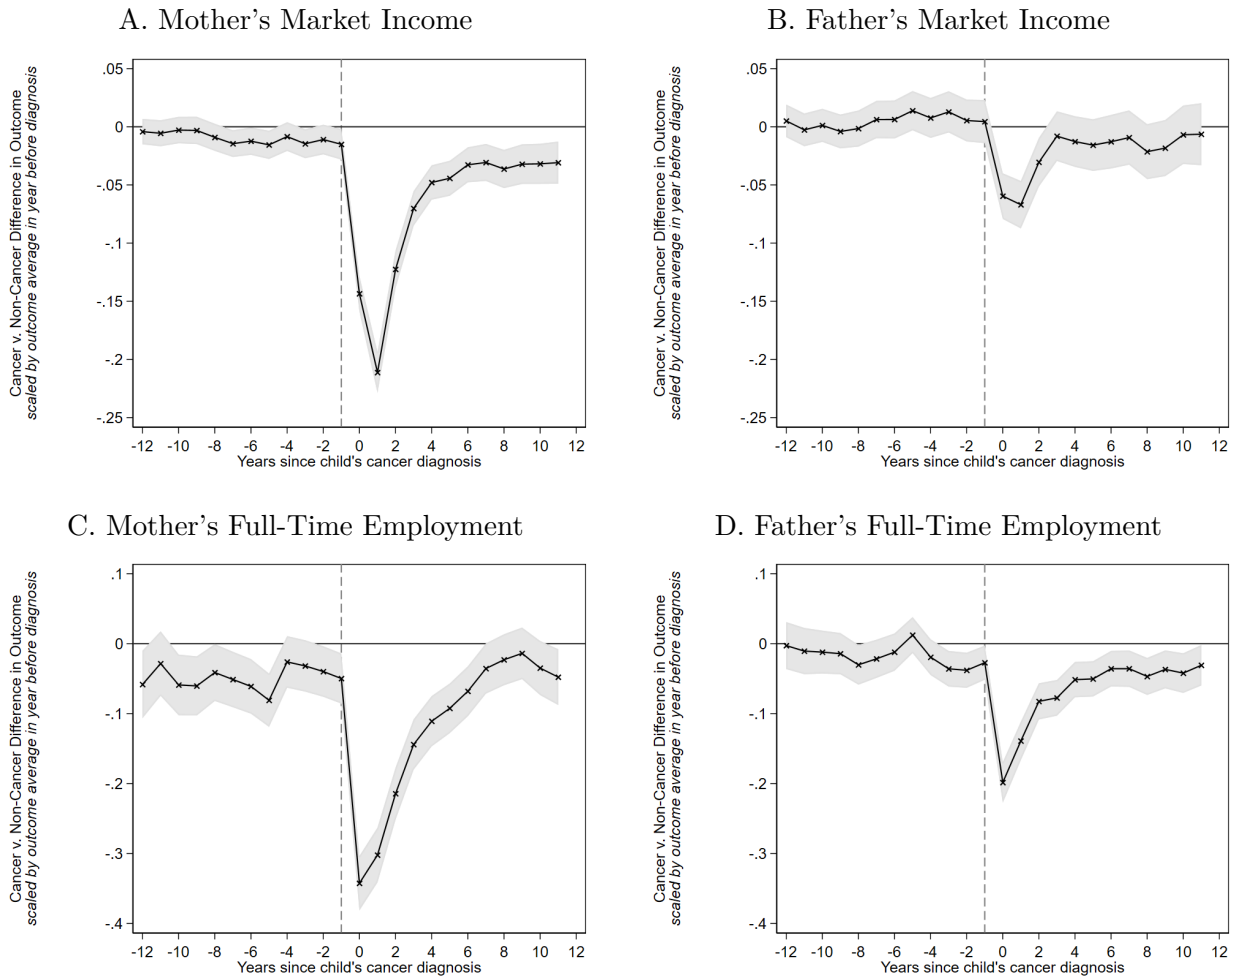 A. Mother's Market Income
Cancer v. Non-Cancer Difference in Outcome
scaled by outcome average in year before diagnosis
.05
0
-.05
-.1
-.15
-.2
-.25
-12 -10 -8 -6 -4 -2 0 2 4 6 8 10 12
Years since child's cancer diagnosis
B. Father's Market Income
Cancer v. Non-Cancer Difference in Outcome
scaled by outcome average in year before diagnosis
.05
0
-.05
-.1
-.15
-.2
-.25
-12 -10 -8 -6 -4 -2 0 2 4 6 8 10 12
Years since child's cancer diagnosis
C. Mother's Full-Time Employment
Cancer v. Non-Cancer Difference in Outcome
scaled by outcome average in year before diagnosis
.1
0
-.1
-.2
-.3
-.4
-12 -10 -8 -6 -4 -2 0 2 4 6 8 10 12
Years since child's cancer diagnosis
D. Father's Full-Time Employment
Cancer v. Non-Cancer Difference in Outcome
scaled by outcome average in year before diagnosis
.1
0
-.1
-.2
-.3
-.4
-12 -10 -8 -6 -4 -2 0 2 4 6 8 10 12
Years since child's cancer diagnosis